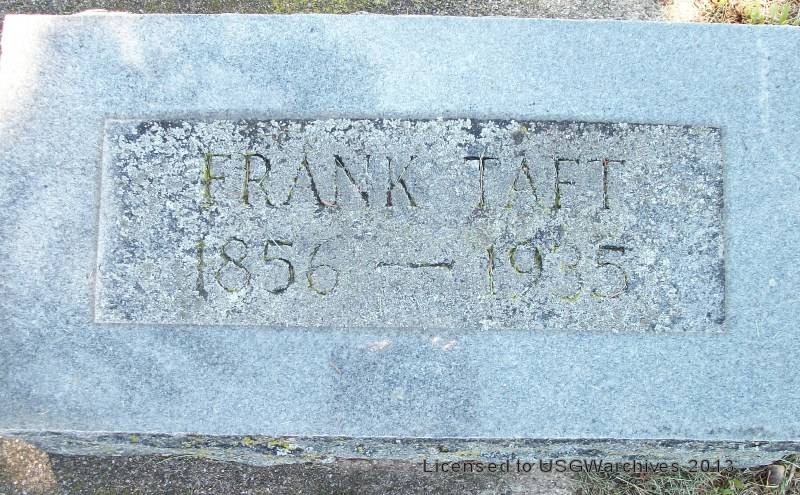 FRANK TAFT
1856 — 1935
Licensed to USGWarchives 2013